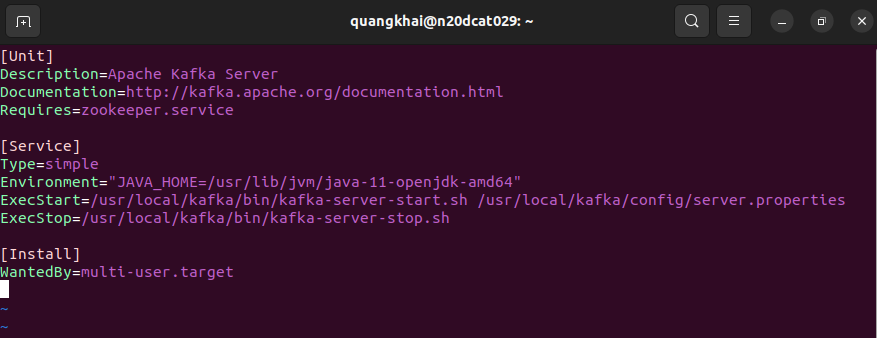 quangkhai@n20dcat029: ~
[Unit]
Description=Apache Kafka Server
Documentation=http://kafka.apache.org/documentation.html
Requires=zookeeper.service
[Service]
Type=simple
Environment="JAVA_HOME=/usr/lib/jvm/java-11-openjdk-amd64"
ExecStart=/usr/local/kafka/bin/kafka-server-start.sh /usr/local/kafka/config/server.properties
ExecStop=/usr/local/kafka/bin/kafka-server-stop.sh
[Install]
WantedBy=multi-user.target
~
~